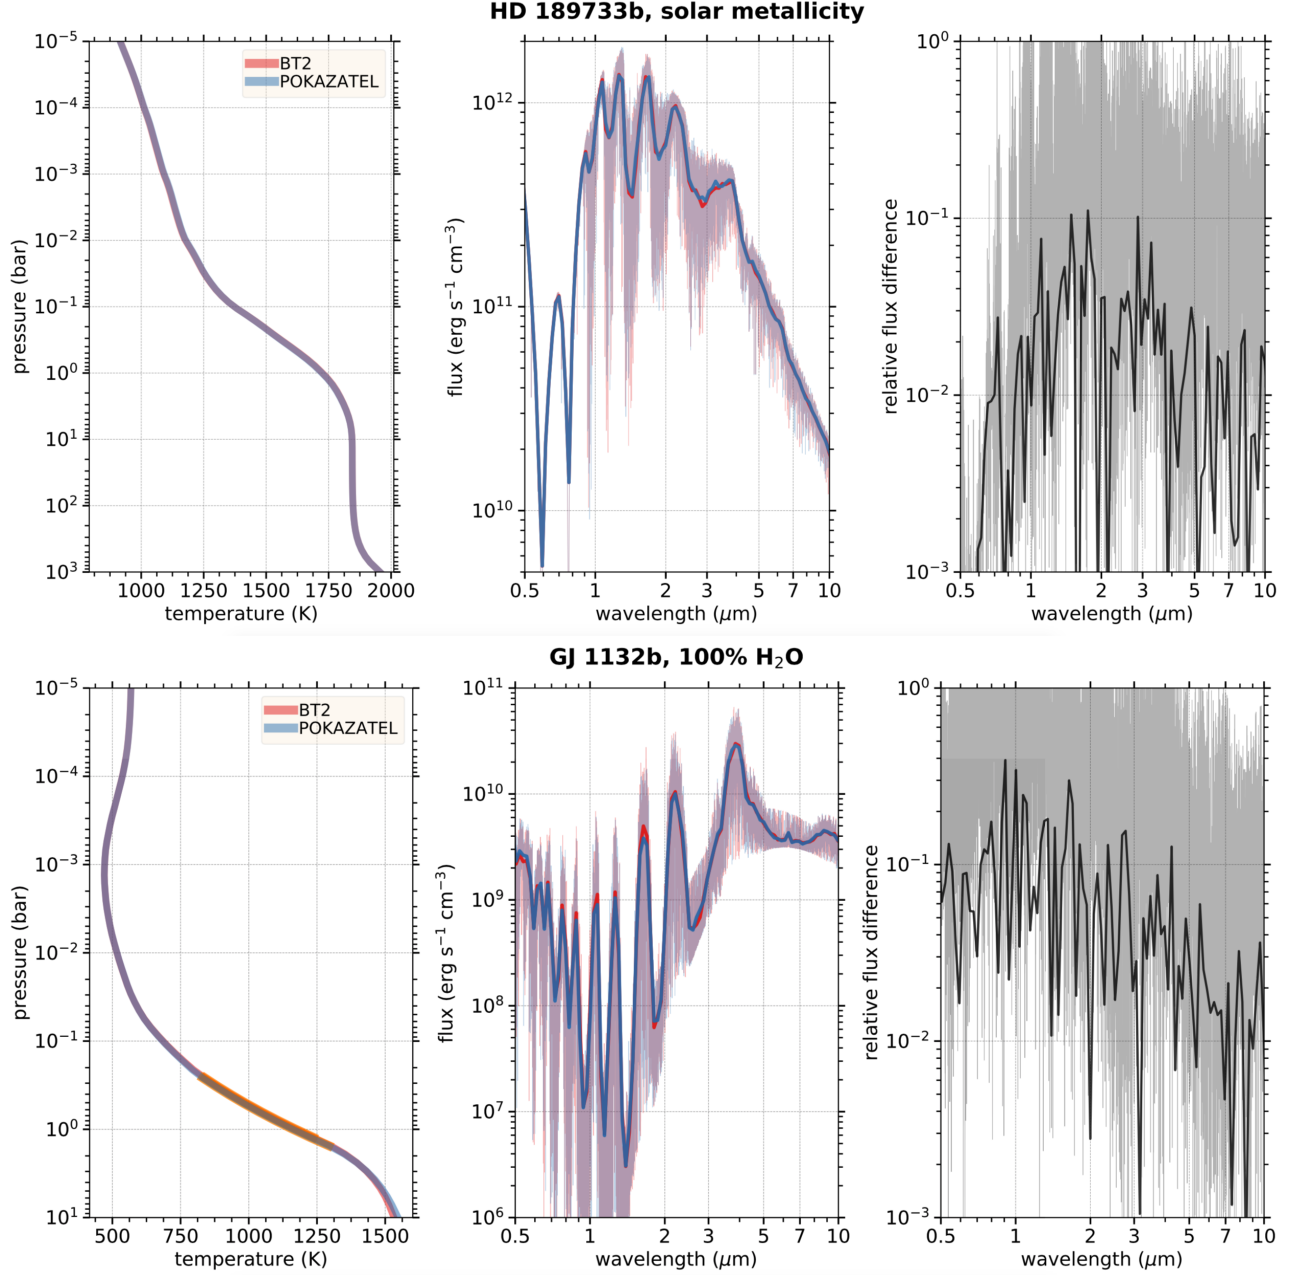 HD 189733b, solar metallicity
10⁻⁵
10⁻⁴
10⁻³
10⁻²
10⁻¹
10⁰
10¹
10²
10³
pressure (bar)
BT2
POKAZATEL
1000 1250 1500 1750 2000
temperature (K)
10¹²
10¹¹
10¹⁰
flux (erg s⁻¹ cm⁻³)
0.5 1 2 3 5 7 10
wavelength (μm)
10⁰
10⁻¹
10⁻²
10⁻³
relative flux difference
0.5 1 2 3 5 7 10
wavelength (μm)
GJ 1132b, 100% H₂O
10⁻⁵
10⁻⁴
10⁻³
10⁻²
10⁻¹
10⁰
10¹
pressure (bar)
BT2
POKAZATEL
500 750 1000 1250 1500
temperature (K)
10¹¹
10¹⁰
10⁹
10⁸
10⁷
10⁶
flux (erg s⁻¹ cm⁻³)
0.5 1 2 3 5 7 10
wavelength (μm)
10⁰
10⁻¹
10⁻²
10⁻³
relative flux difference
0.5 1 2 3 5 7 10
wavelength (μm)